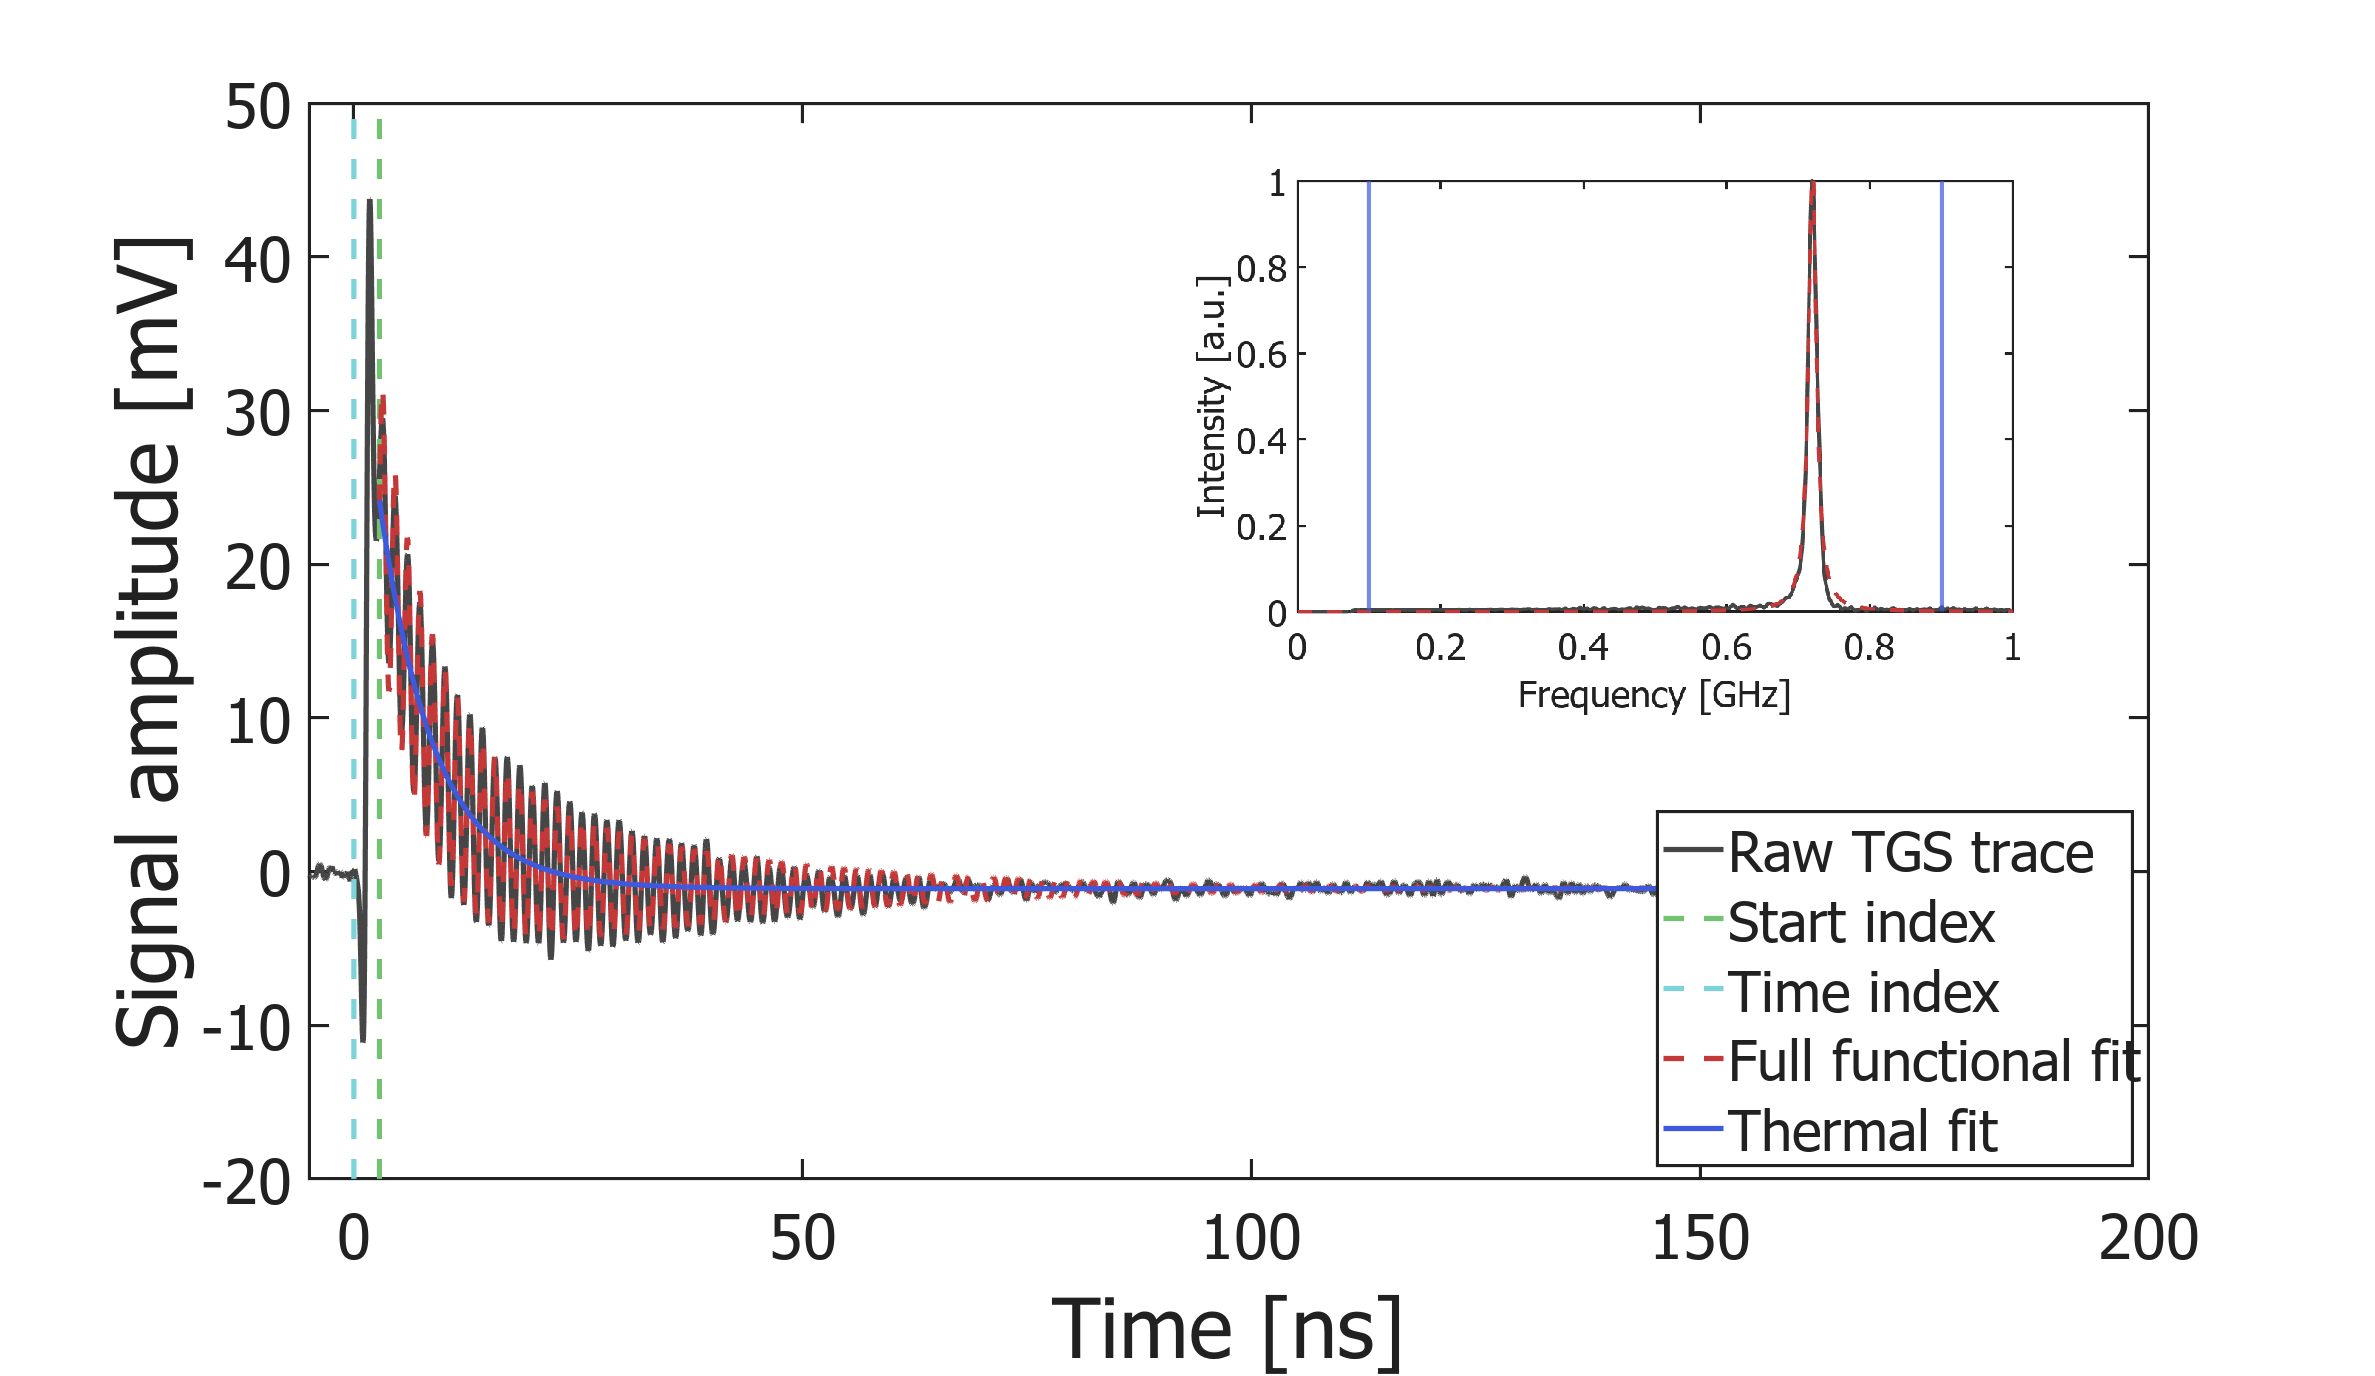 50
40
30
20
10
0
-10
-20
Signal amplitude [mV]
0
50
100
150
200
Time [ns]
1
0.8
0.6
0.4
0.2
0
Intensity [a.u.]
0
0.2
0.4
0.6
0.8
1
Frequency [GHz]
Raw TGS trace
Start index
Time index
Full functional fit
Thermal fit